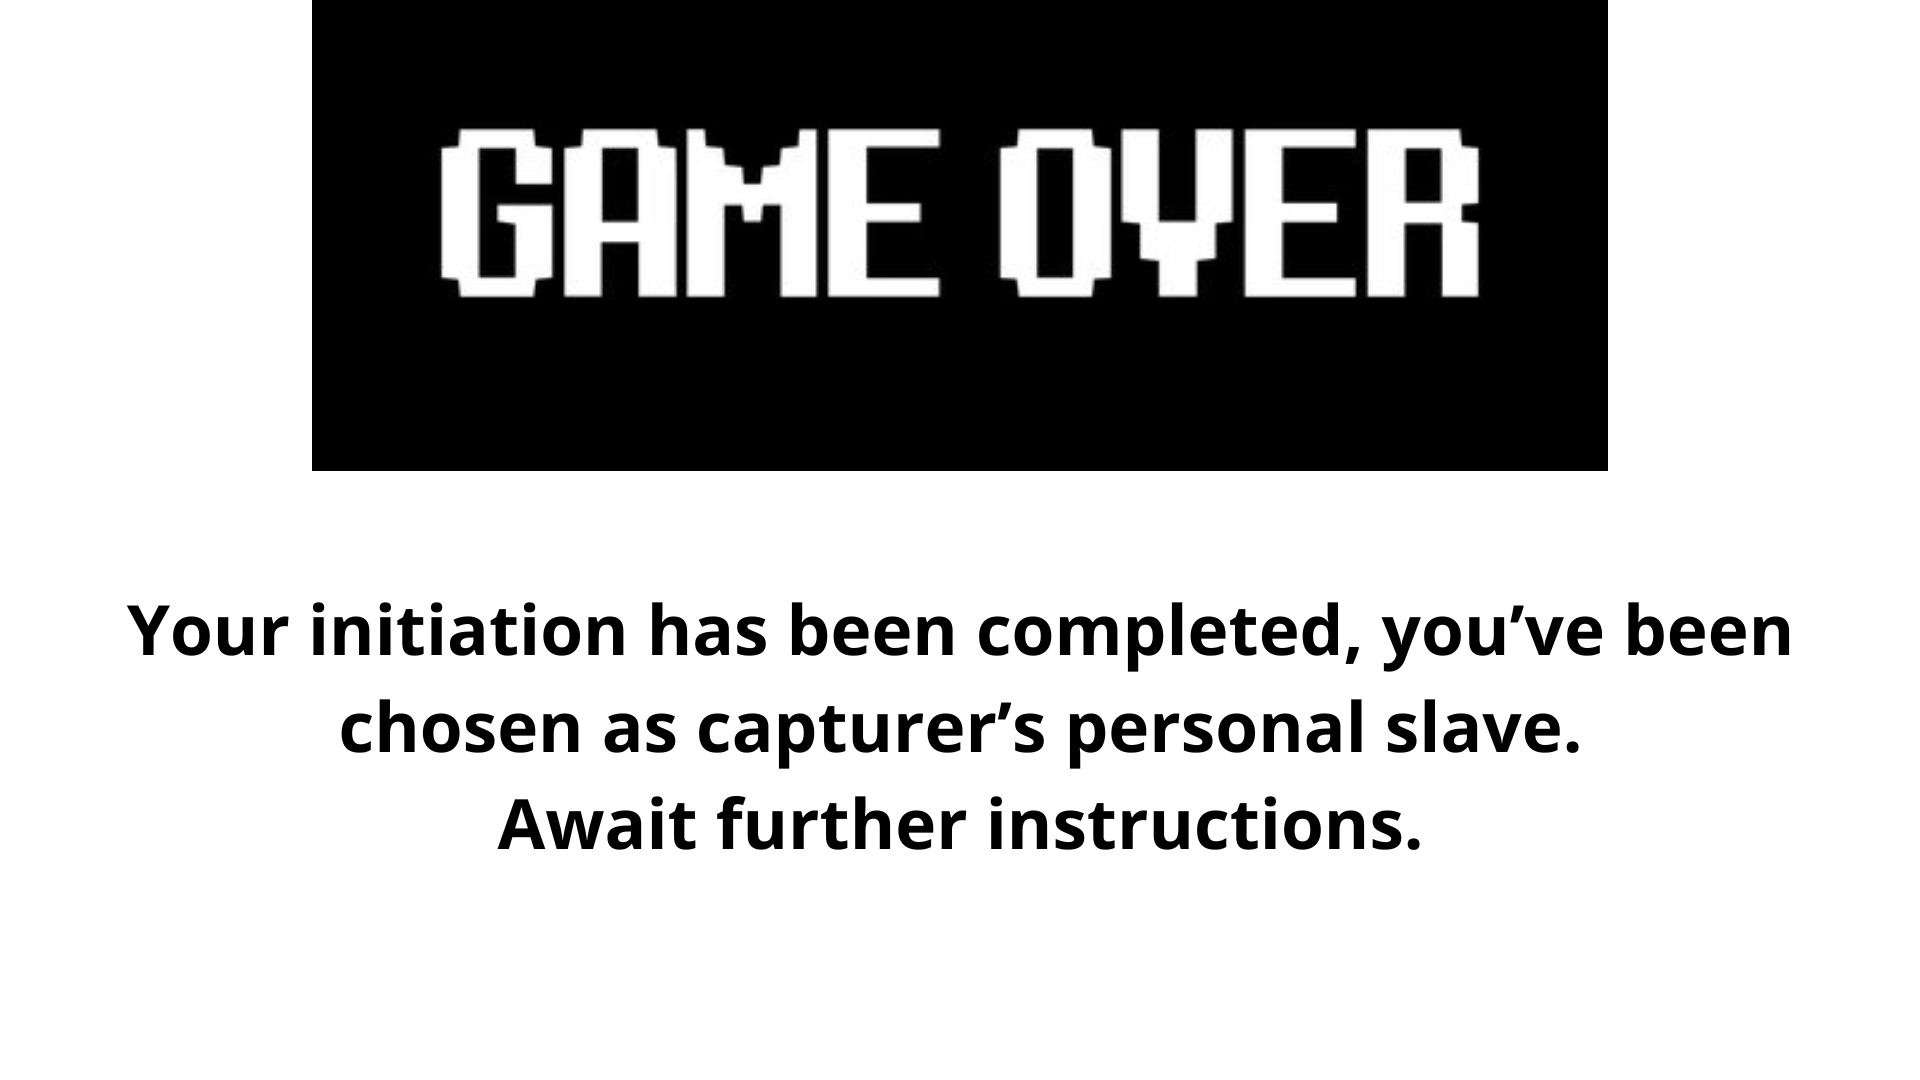 GAME OVER
Your initiation has been completed, you’ve been
chosen as capturer’s personal slave.
Await further instructions.